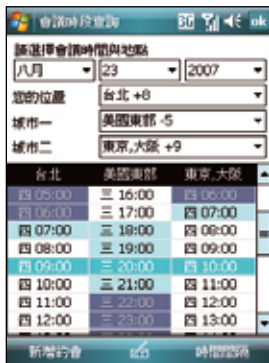 會議時段查詢 3G ok
請選擇會議時間與地點
八月 23 2007
您的位置 台北 +8
城市一 美國東部 -5
城市二 東京,大阪 +9
台北 美國東部 東京,大阪
四 05:00 三 16:00 四 06:00
四 06:00 三 17:00 四 07:00
四 07:00 三 18:00 四 08:00
四 08:00 三 19:00 四 09:00
四 09:00 三 20:00 四 10:00
四 10:00 三 21:00 四 11:00
四 11:00 三 22:00 四 12:00
四 12:00 三 23:00 四 13:00
新增約會 時間間隔